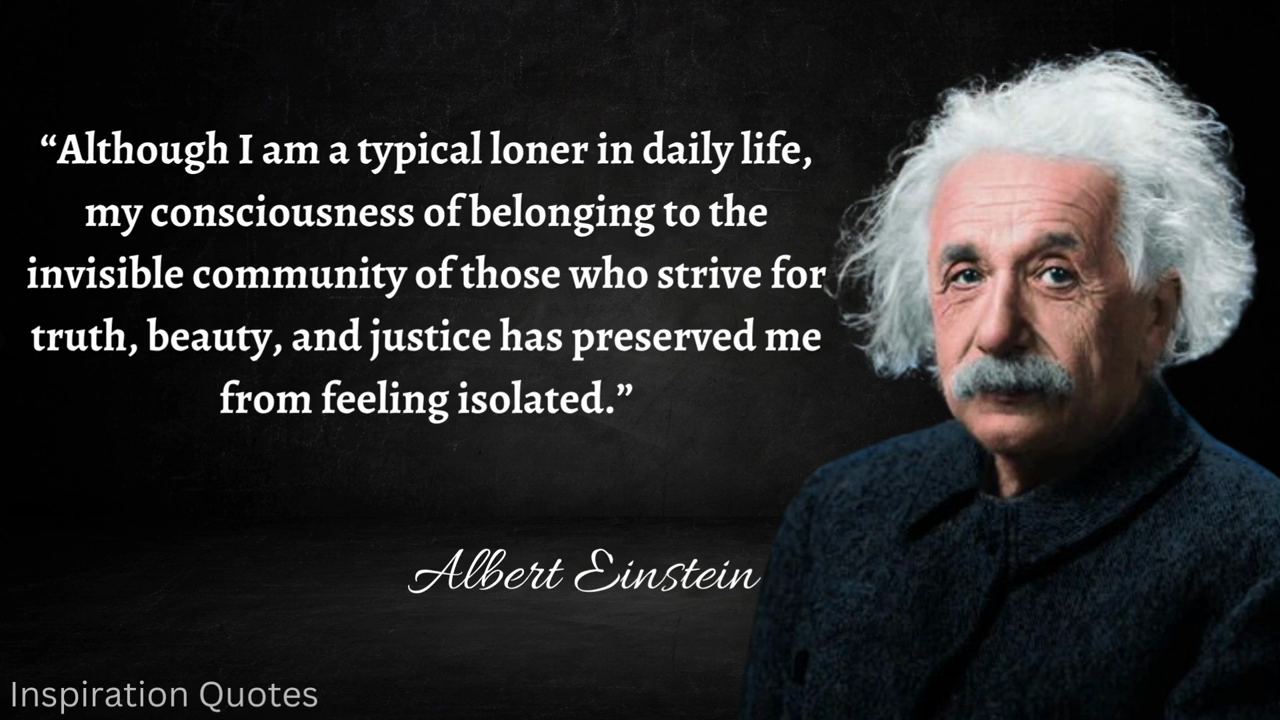 “Although I am a typical loner in daily life,
my consciousness of belonging to the
invisible community of those who strive for
truth, beauty, and justice has preserved me
from feeling isolated.”
Albert Einstein
Inspiration Quotes